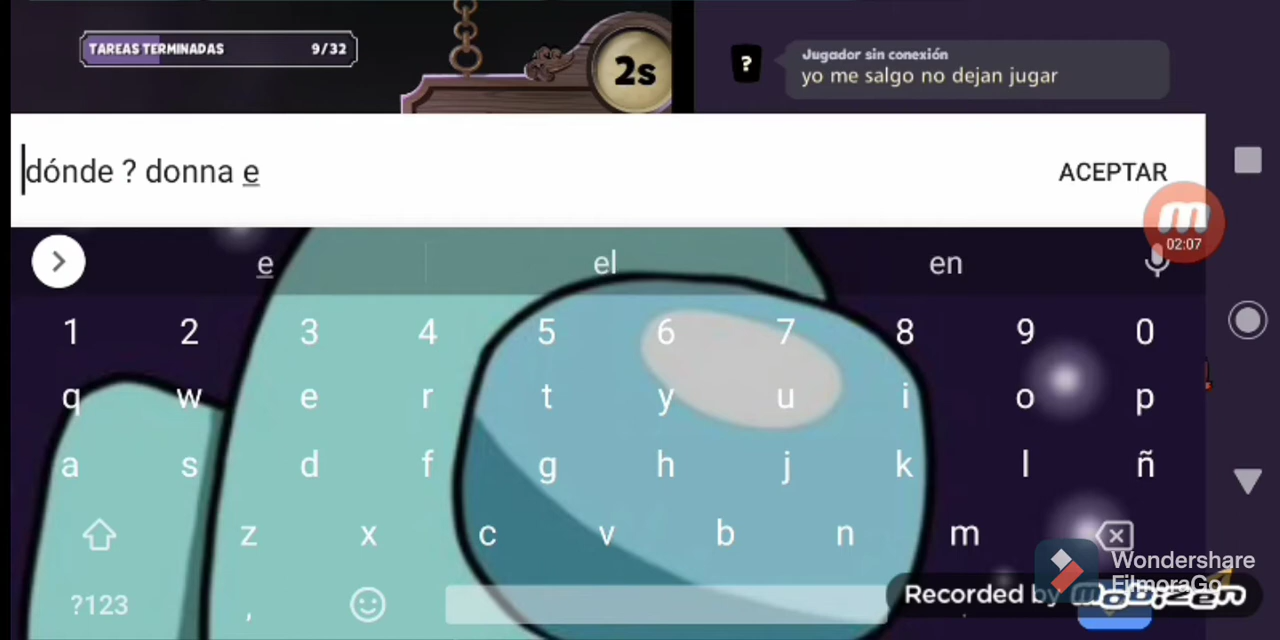 TAREAS TERMINADAS 9/32
2s
?
Jugador sin conexión
yo me salgo no dejan jugar
dónde ? donna e
ACEPTAR
02:07
e el en
1 2 3 4 5 6 7 8 9 0
q w e r t y u i o p
a s d f g h j k l ñ
z x c v b n m
?123 ,
Wondershare
FilmoraGo
Recorded by mobizen